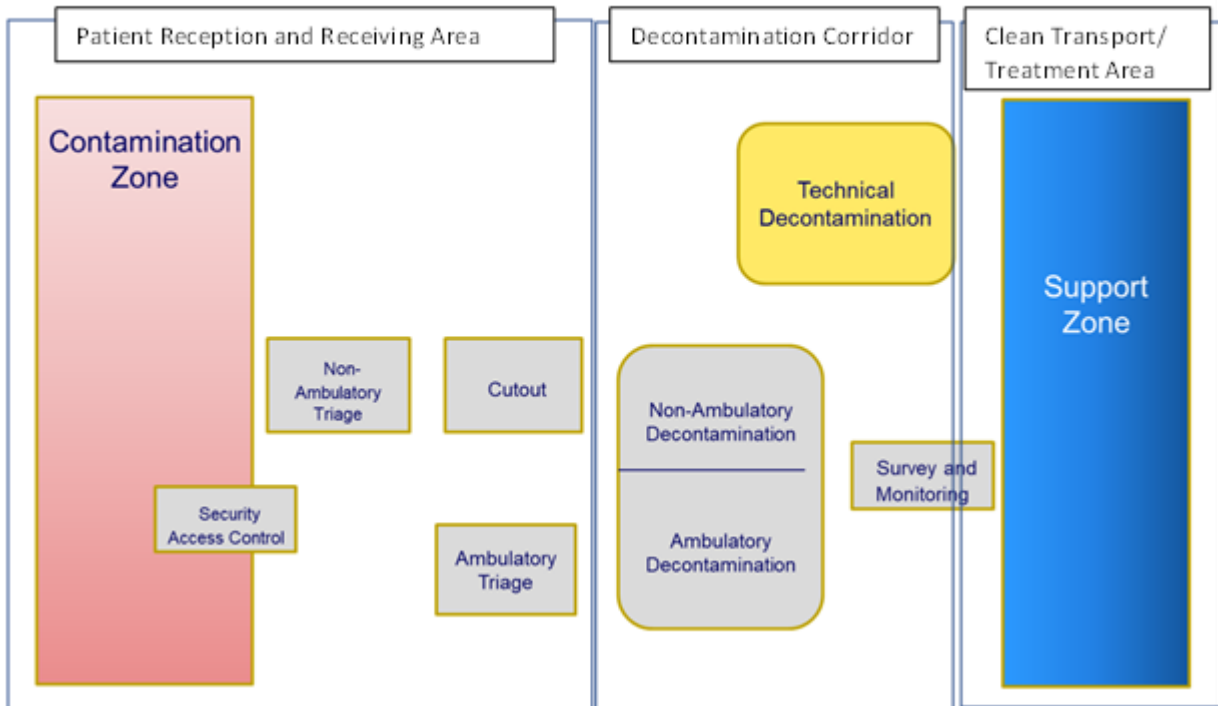 Patient Reception and Receiving Area
Decontamination Corridor
Clean Transport/
Treatment Area
Contamination
Zone
Technical
Decontamination
Support
Zone
Non-
Ambulatory
Triage
Cutout
Non-Ambulatory
Decontamination
Survey and
Monitoring
Security
Access Control
Ambulatory
Triage
Ambulatory
Decontamination